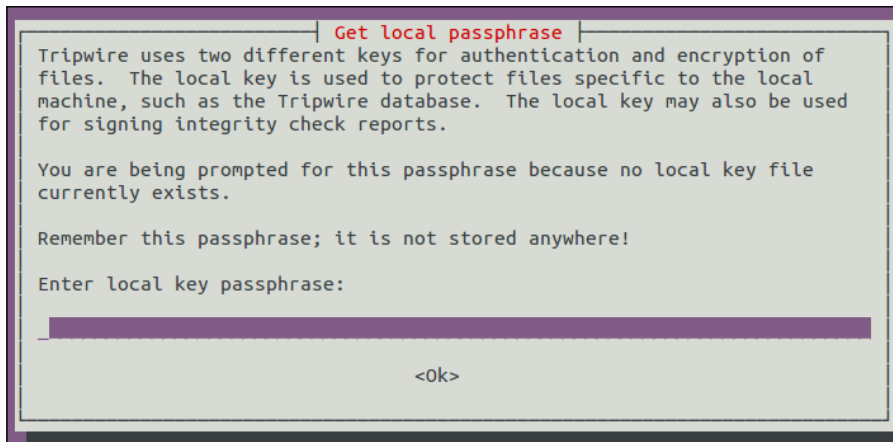 Get local passphrase
Tripwire uses two different keys for authentication and encryption of
files.  The local key is used to protect files specific to the local
machine, such as the Tripwire database.  The local key may also be used
for signing integrity check reports.
You are being prompted for this passphrase because no local key file
currently exists.
Remember this passphrase; it is not stored anywhere!
Enter local key passphrase:
<Ok>